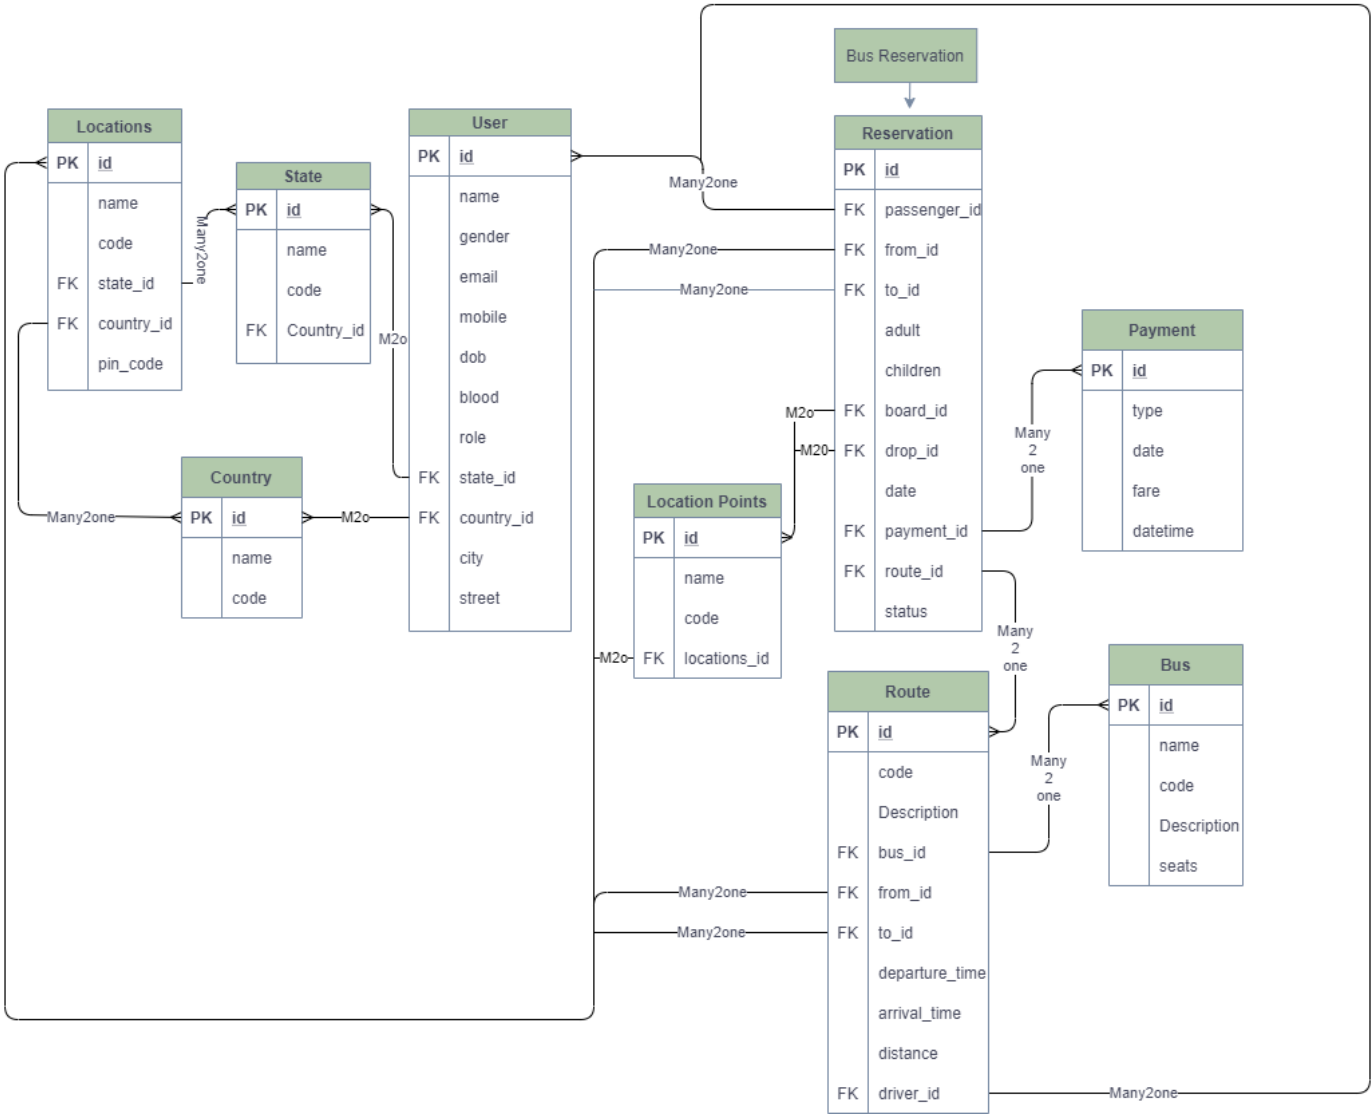 Bus Reservation
Locations
PK id
name
code
FK state_id
FK country_id
pin_code
Many2one
State
PK id
name
code
FK Country_id
M2o
User
PK id
name
gender
email
mobile
dob
blood
role
FK state_id
FK country_id
city
street
Many2one
Country
PK id
name
code
M2o
Many2one
Reservation
PK id
FK passenger_id
FK from_id
FK to_id
adult
children
FK board_id
FK drop_id
date
FK payment_id
FK route_id
status
Many2one
Many2one
M2o
M20
Payment
PK id
type
date
fare
datetime
Many
2
one
Location Points
PK id
name
code
FK locations_id
M2o
Many
2
one
Route
PK id
code
Description
FK bus_id
FK from_id
FK to_id
departure_time
arrival_time
distance
FK driver_id
Many2one
Many2one
Many2one
Bus
PK id
name
code
Description
seats
Many
2
one